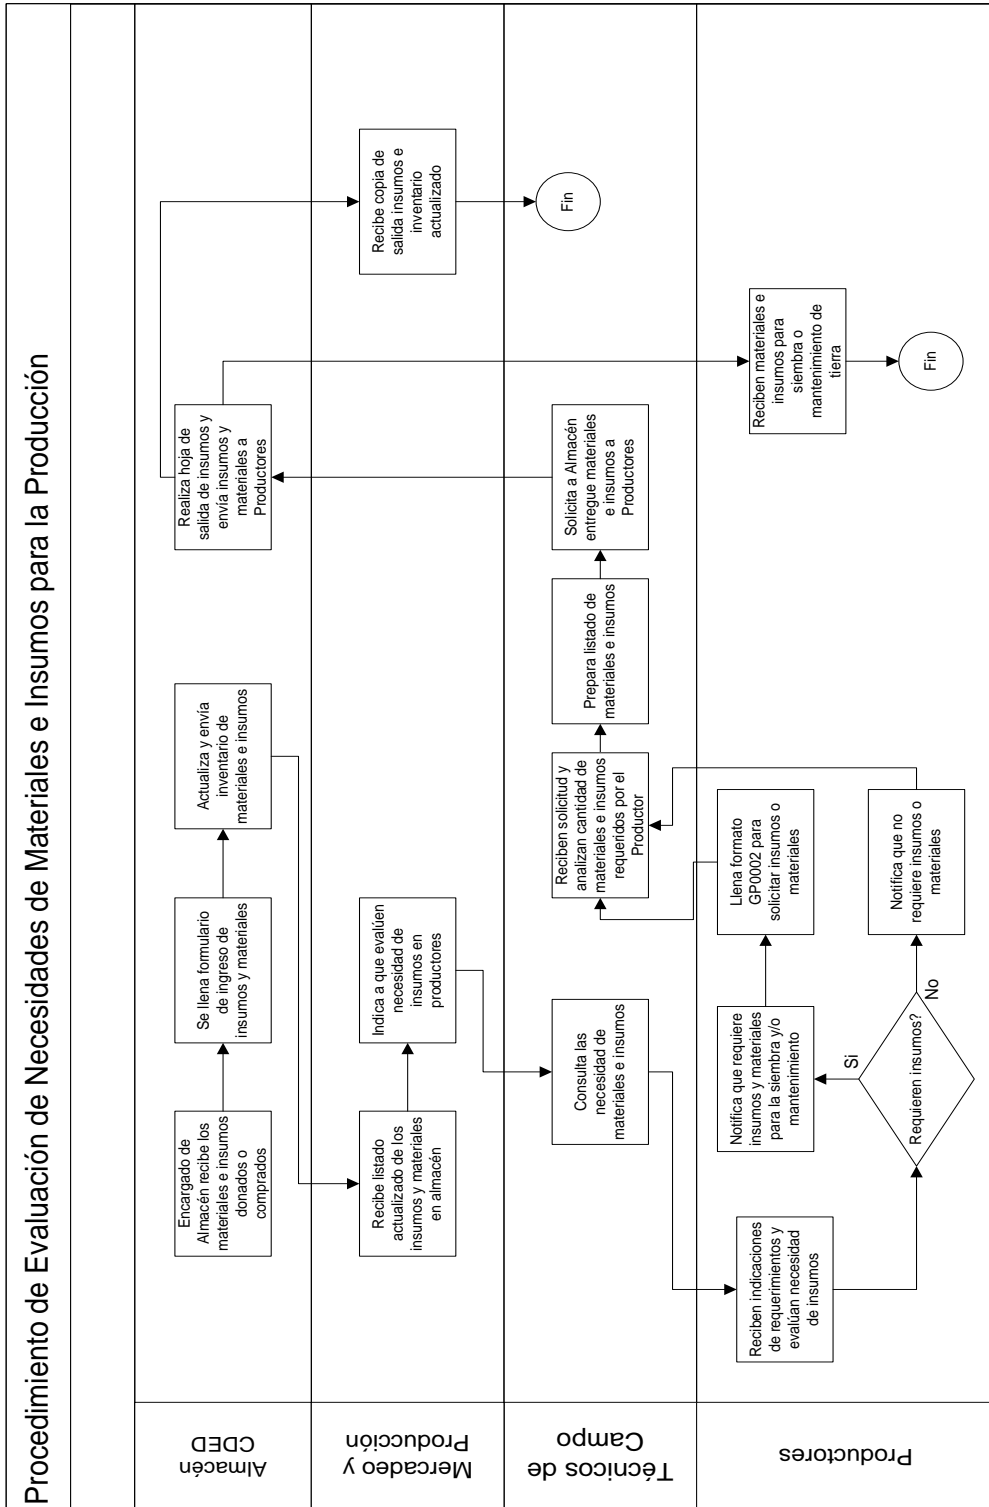 Procedimiento de Evaluación de Necesidades de Materiales e Insumos para la Producción
Almacén
CDED
Encargado de
Almacén recibe los
materiales e insumos
donados o
comprados
Se llena formulario
de ingreso de
insumos y materiales
Actualiza y envía
inventario de
materiales e insumos
Realiza hoja de
salida de insumos y
envía insumos y
materiales a
Productores
Mercadeo y
Producción
Recibe listado
actualizado de los
insumos y materiales
en almacén
Indica a que evalúen
necesidad de
insumos en
productores
Recibe copia de
salida insumos e
inventario
actualizado
Técnicos de
Campo
Consulta las
necesidad de
materiales e insumos
Reciben solicitud y
analizan cantidad de
materiales e insumos
requeridos por el
Productor
Prepara listado de
materiales e insumos
Solicita a Almacén
entregue materiales
e insumos a
Productores
Fin
Productores
Reciben indicaciones
de requerimientos y
evalúan necesidad
de insumos
Requieren insumos?
Si
No
Notifica que requiere
insumos y materiales
para la siembra y/o
mantenimiento
Llena formato
GP0002 para
solicitar insumos o
materiales
Notifica que no
requiere insumos o
materiales
Reciben materiales e
insumos para
siembra o
mantenimiento de
tierra
Fin